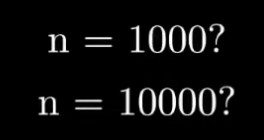 n = 1000?
n = 10000?